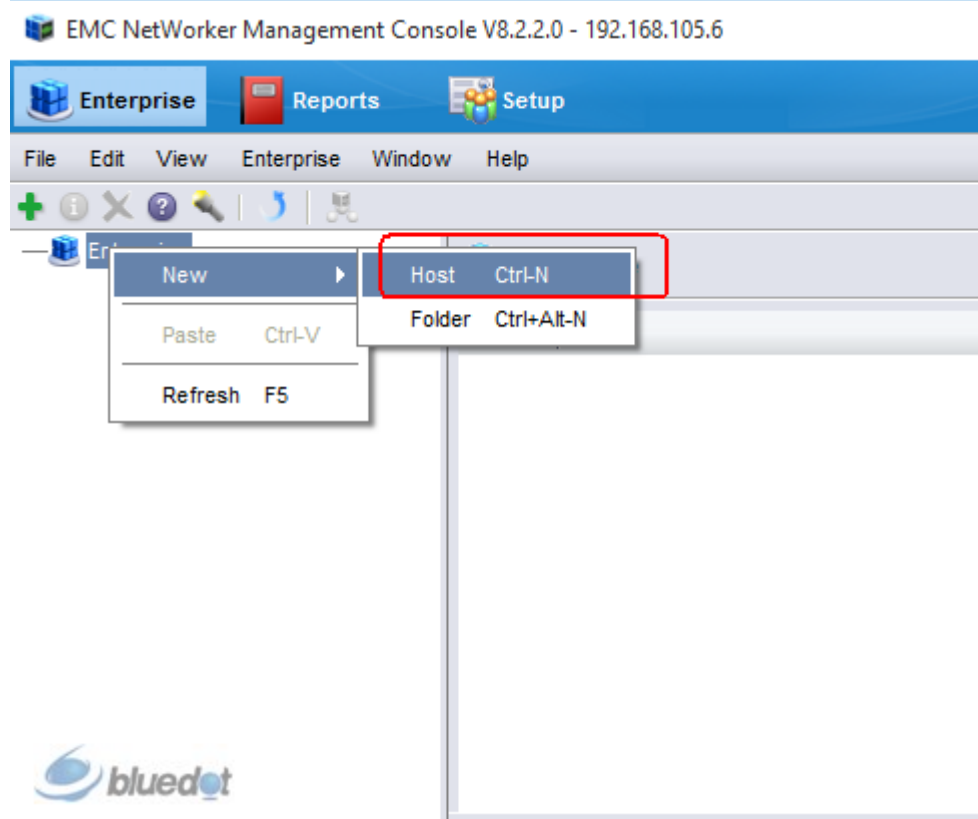 EMC NetWorker Management Console V8.2.2.0 - 192.168.105.6
Enterprise Reports Setup
File Edit View Enterprise Window Help
New
Host Ctrl-N
Paste Ctrl-V
Folder Ctrl+Alt-N
Refresh F5
bluedot